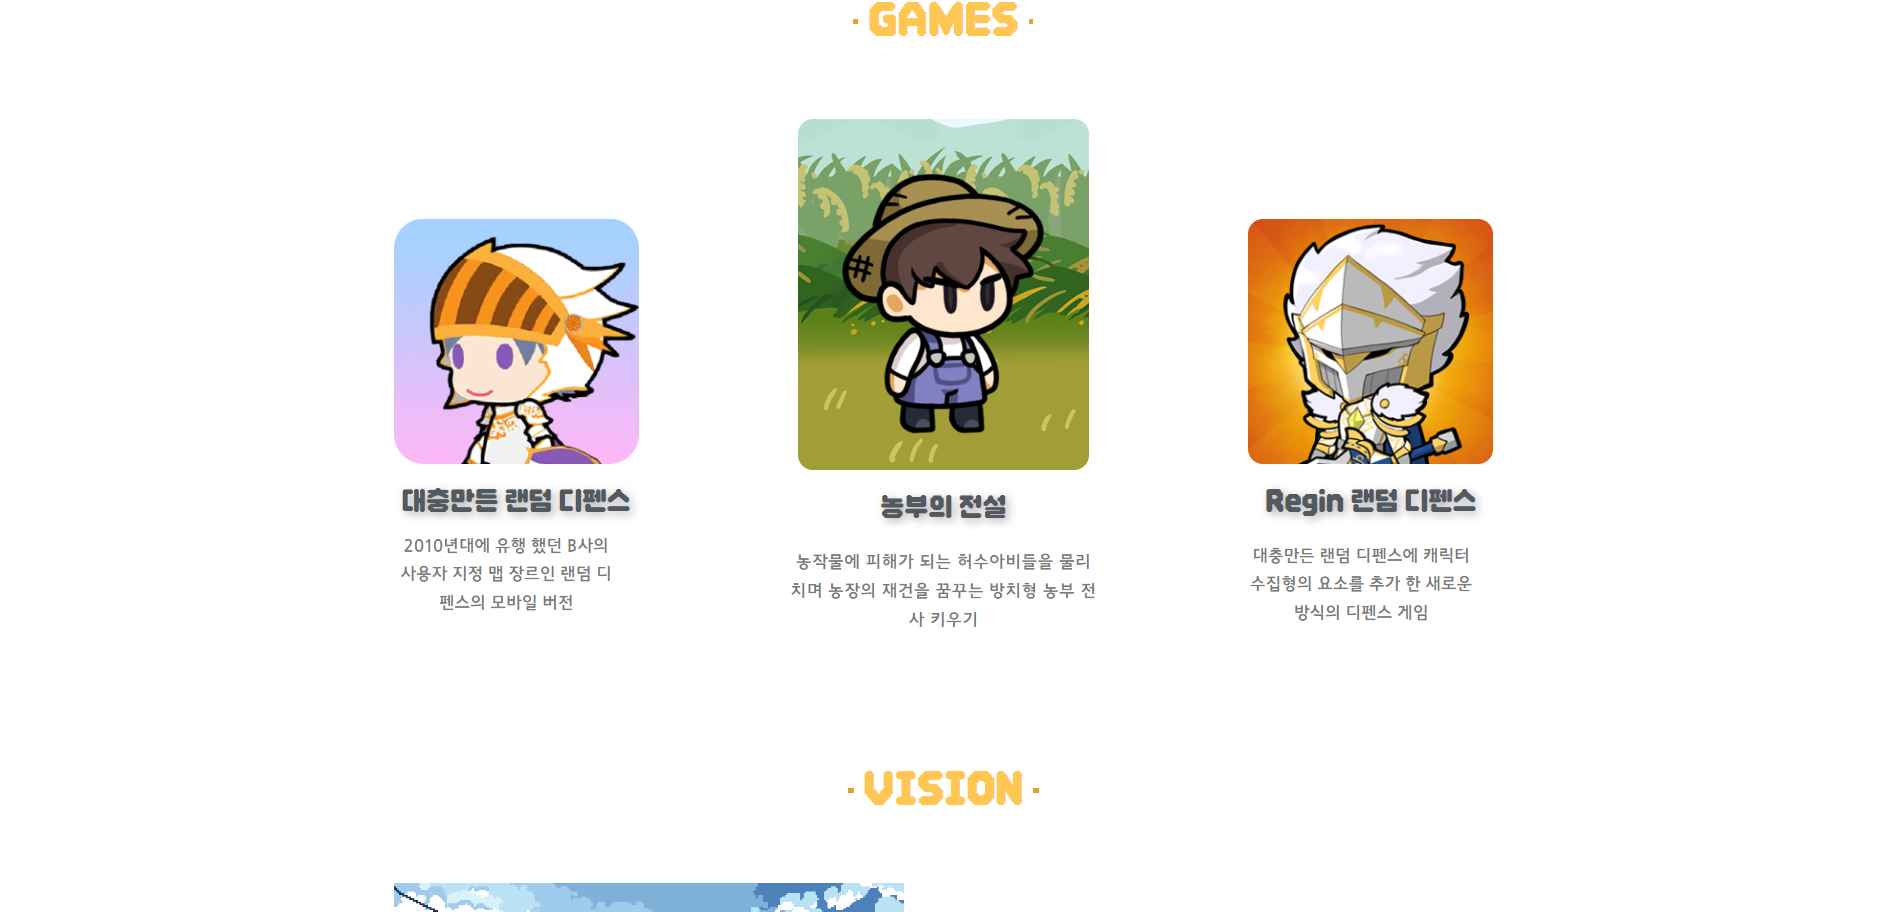 · GAMES ·
대충만든 랜덤 디펜스
2010년대에 유행 했던 B사의
사용자 지정 맵 장르인 랜덤 디
펜스의 모바일 버전
농부의 전설
농작물에 피해가 되는 허수아비들을 물리
치며 농장의 재건을 꿈꾸는 방치형 농부 전
사 키우기
Regin 랜덤 디펜스
대충만든 랜덤 디펜스에 캐릭터
수집형의 요소를 추가 한 새로운
방식의 디펜스 게임
· VISION ·